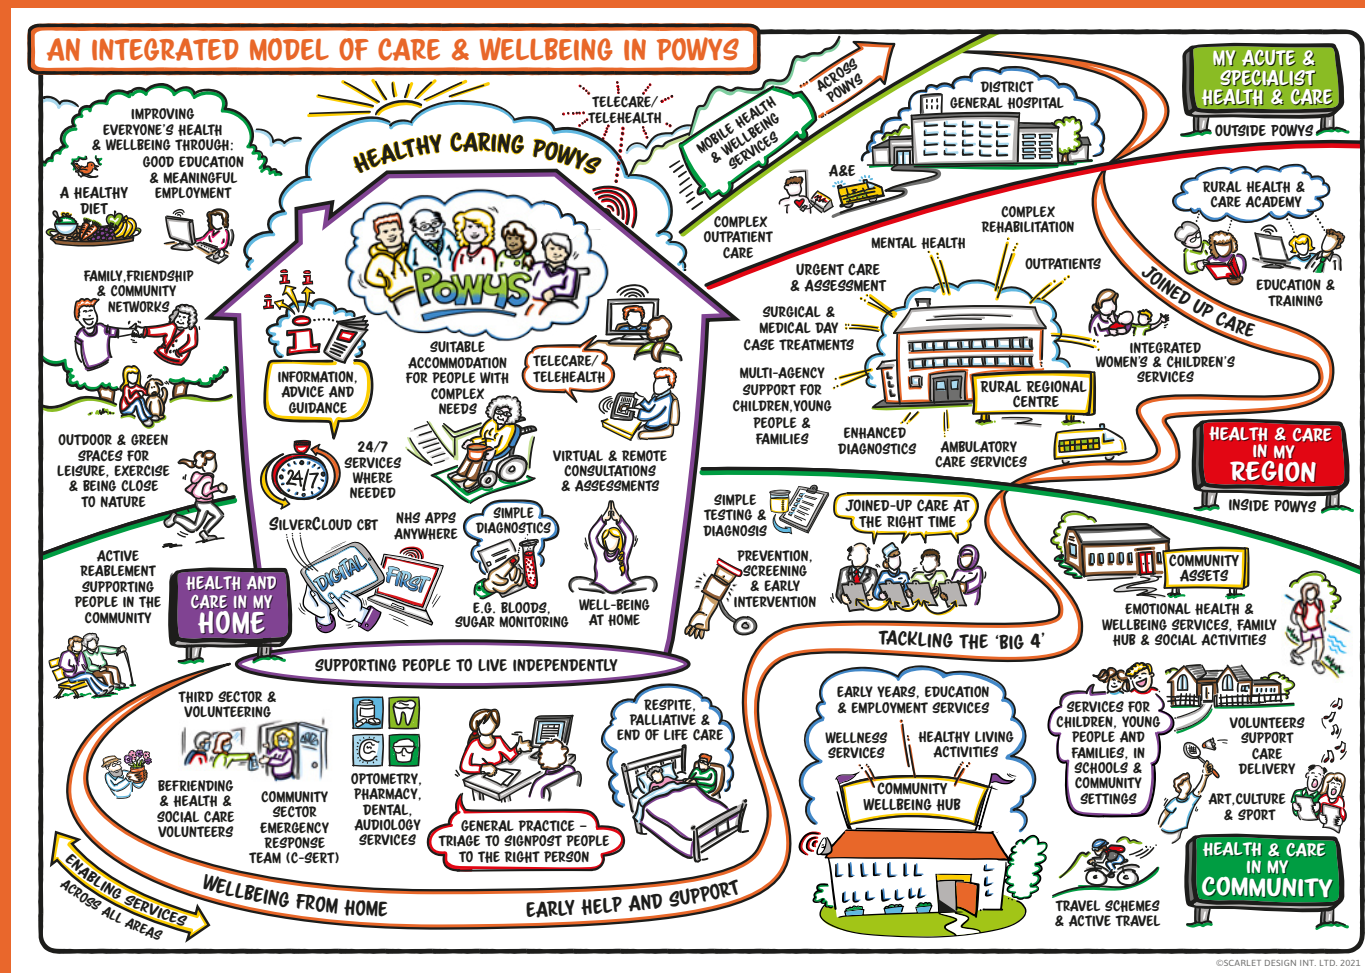 AN INTEGRATED MODEL OF CARE & WELLBEING IN POWYS
IMPROVING
EVERYONE'S HEALTH
& WELLBEING THROUGH:
GOOD EDUCATION
& MEANINGFUL
EMPLOYMENT
A HEALTHY
DIET
FAMILY, FRIENDSHIP
& COMMUNITY
NETWORKS
OUTDOOR & GREEN
SPACES FOR
LEISURE, EXERCISE
& BEING CLOSE
TO NATURE
ACTIVE
REABLEMENT
SUPPORTING
PEOPLE IN THE
COMMUNITY
HEALTHY CARING POWYS
TELECARE/
TELEHEALTH
POWYS
i i i
i
INFORMATION,
ADVICE AND
GUIDANCE
SUITABLE
ACCOMMODATION
FOR PEOPLE WITH
COMPLEX
NEEDS
TELECARE/
TELEHEALTH
24/7
24/7
SERVICES
WHERE
NEEDED
VIRTUAL & REMOTE
CONSULTATIONS
& ASSESSMENTS
SILVERCLOUD CBT
NHS APPS
ANYWHERE
DIGITAL
FIRST
SIMPLE
DIAGNOSTICS
E.G. BLOODS,
SUGAR MONITORING
WELL-BEING
AT HOME
HEALTH AND
CARE IN MY
HOME
SUPPORTING PEOPLE TO LIVE INDEPENDENTLY
MOBILE HEALTH
& WELLBEING
SERVICES
ACROSS
POWYS
DISTRICT
GENERAL HOSPITAL
A&E
COMPLEX
OUTPATIENT
CARE
MY ACUTE &
SPECIALIST
HEALTH & CARE
OUTSIDE POWYS
MENTAL HEALTH
COMPLEX
REHABILITATION
OUTPATIENTS
URGENT CARE
& ASSESSMENT
SURGICAL &
MEDICAL DAY
CASE TREATMENTS
MULTI-AGENCY
SUPPORT FOR
CHILDREN, YOUNG
PEOPLE &
FAMILIES
ENHANCED
DIAGNOSTICS
AMBULATORY
CARE SERVICES
RURAL REGIONAL
CENTRE
INTEGRATED
WOMEN'S & CHILDREN'S
SERVICES
JOINED UP CARE
RURAL HEALTH &
CARE ACADEMY
EDUCATION &
TRAINING
HEALTH & CARE
IN MY
REGION
INSIDE POWYS
SIMPLE
TESTING &
DIAGNOSIS
JOINED-UP CARE AT
THE RIGHT TIME
PREVENTION,
SCREENING
& EARLY
INTERVENTION
TACKLING THE 'BIG 4'
COMMUNITY
ASSETS
EMOTIONAL HEALTH &
WELLBEING SERVICES, FAMILY
HUB & SOCIAL ACTIVITIES
EARLY YEARS, EDUCATION
& EMPLOYMENT SERVICES
WELLNESS
SERVICES
HEALTHY LIVING
ACTIVITIES
COMMUNITY
WELLBEING HUB
SERVICES FOR
CHILDREN, YOUNG
PEOPLE AND
FAMILIES, IN
SCHOOLS &
COMMUNITY
SETTINGS
VOLUNTEERS
SUPPORT
CARE
DELIVERY
ART, CULTURE
& SPORT
TRAVEL SCHEMES
& ACTIVE TRAVEL
HEALTH & CARE
IN MY
COMMUNITY
THIRD SECTOR &
VOLUNTEERING
BEFRIENDING
& HEALTH &
SOCIAL CARE
VOLUNTEERS
COMMUNITY
SECTOR
EMERGENCY
RESPONSE
TEAM (C-SERT)
OPTOMETRY,
PHARMACY,
DENTAL,
AUDIOLOGY
SERVICES
GENERAL PRACTICE –
TRIAGE TO SIGNPOST PEOPLE
TO THE RIGHT PERSON
RESPITE,
PALLIATIVE &
END OF LIFE CARE
WELLBEING FROM HOME
EARLY HELP AND SUPPORT
ENABLING SERVICES
ACROSS ALL AREAS
©SCARLET DESIGN INT. LTD. 2021